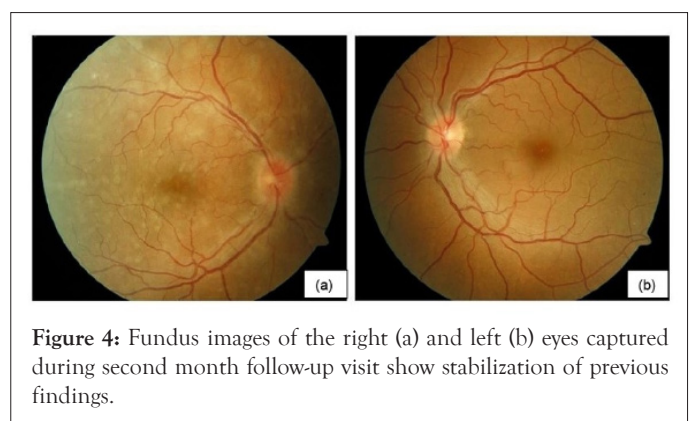 (a)
(b)
Figure 4: Fundus images of the right (a) and left (b) eyes captured
during second month follow-up visit show stabilization of previous
findings.